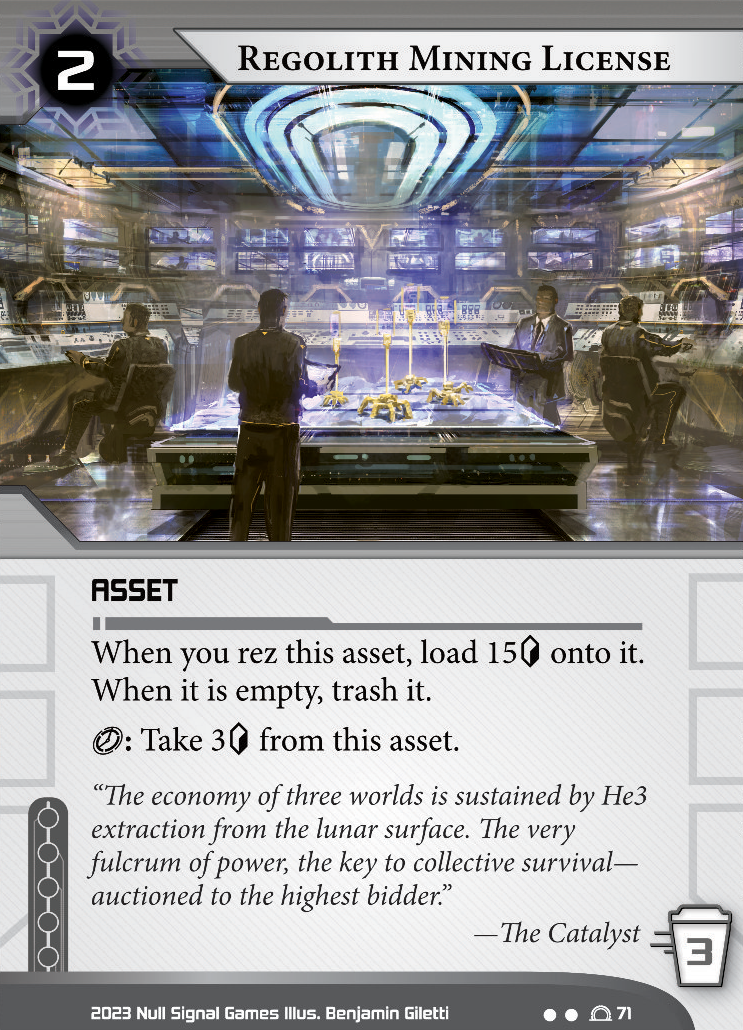 2
Regolith Mining License
ASSET
When you rez this asset, load 15 onto it.
When it is empty, trash it.
: Take 3 from this asset.
“The economy of three worlds is sustained by He3
extraction from the lunar surface. The very
fulcrum of power, the key to collective survival—
auctioned to the highest bidder.”
—The Catalyst
3
2023 Null Signal Games Illus. Benjamin Giletti
71